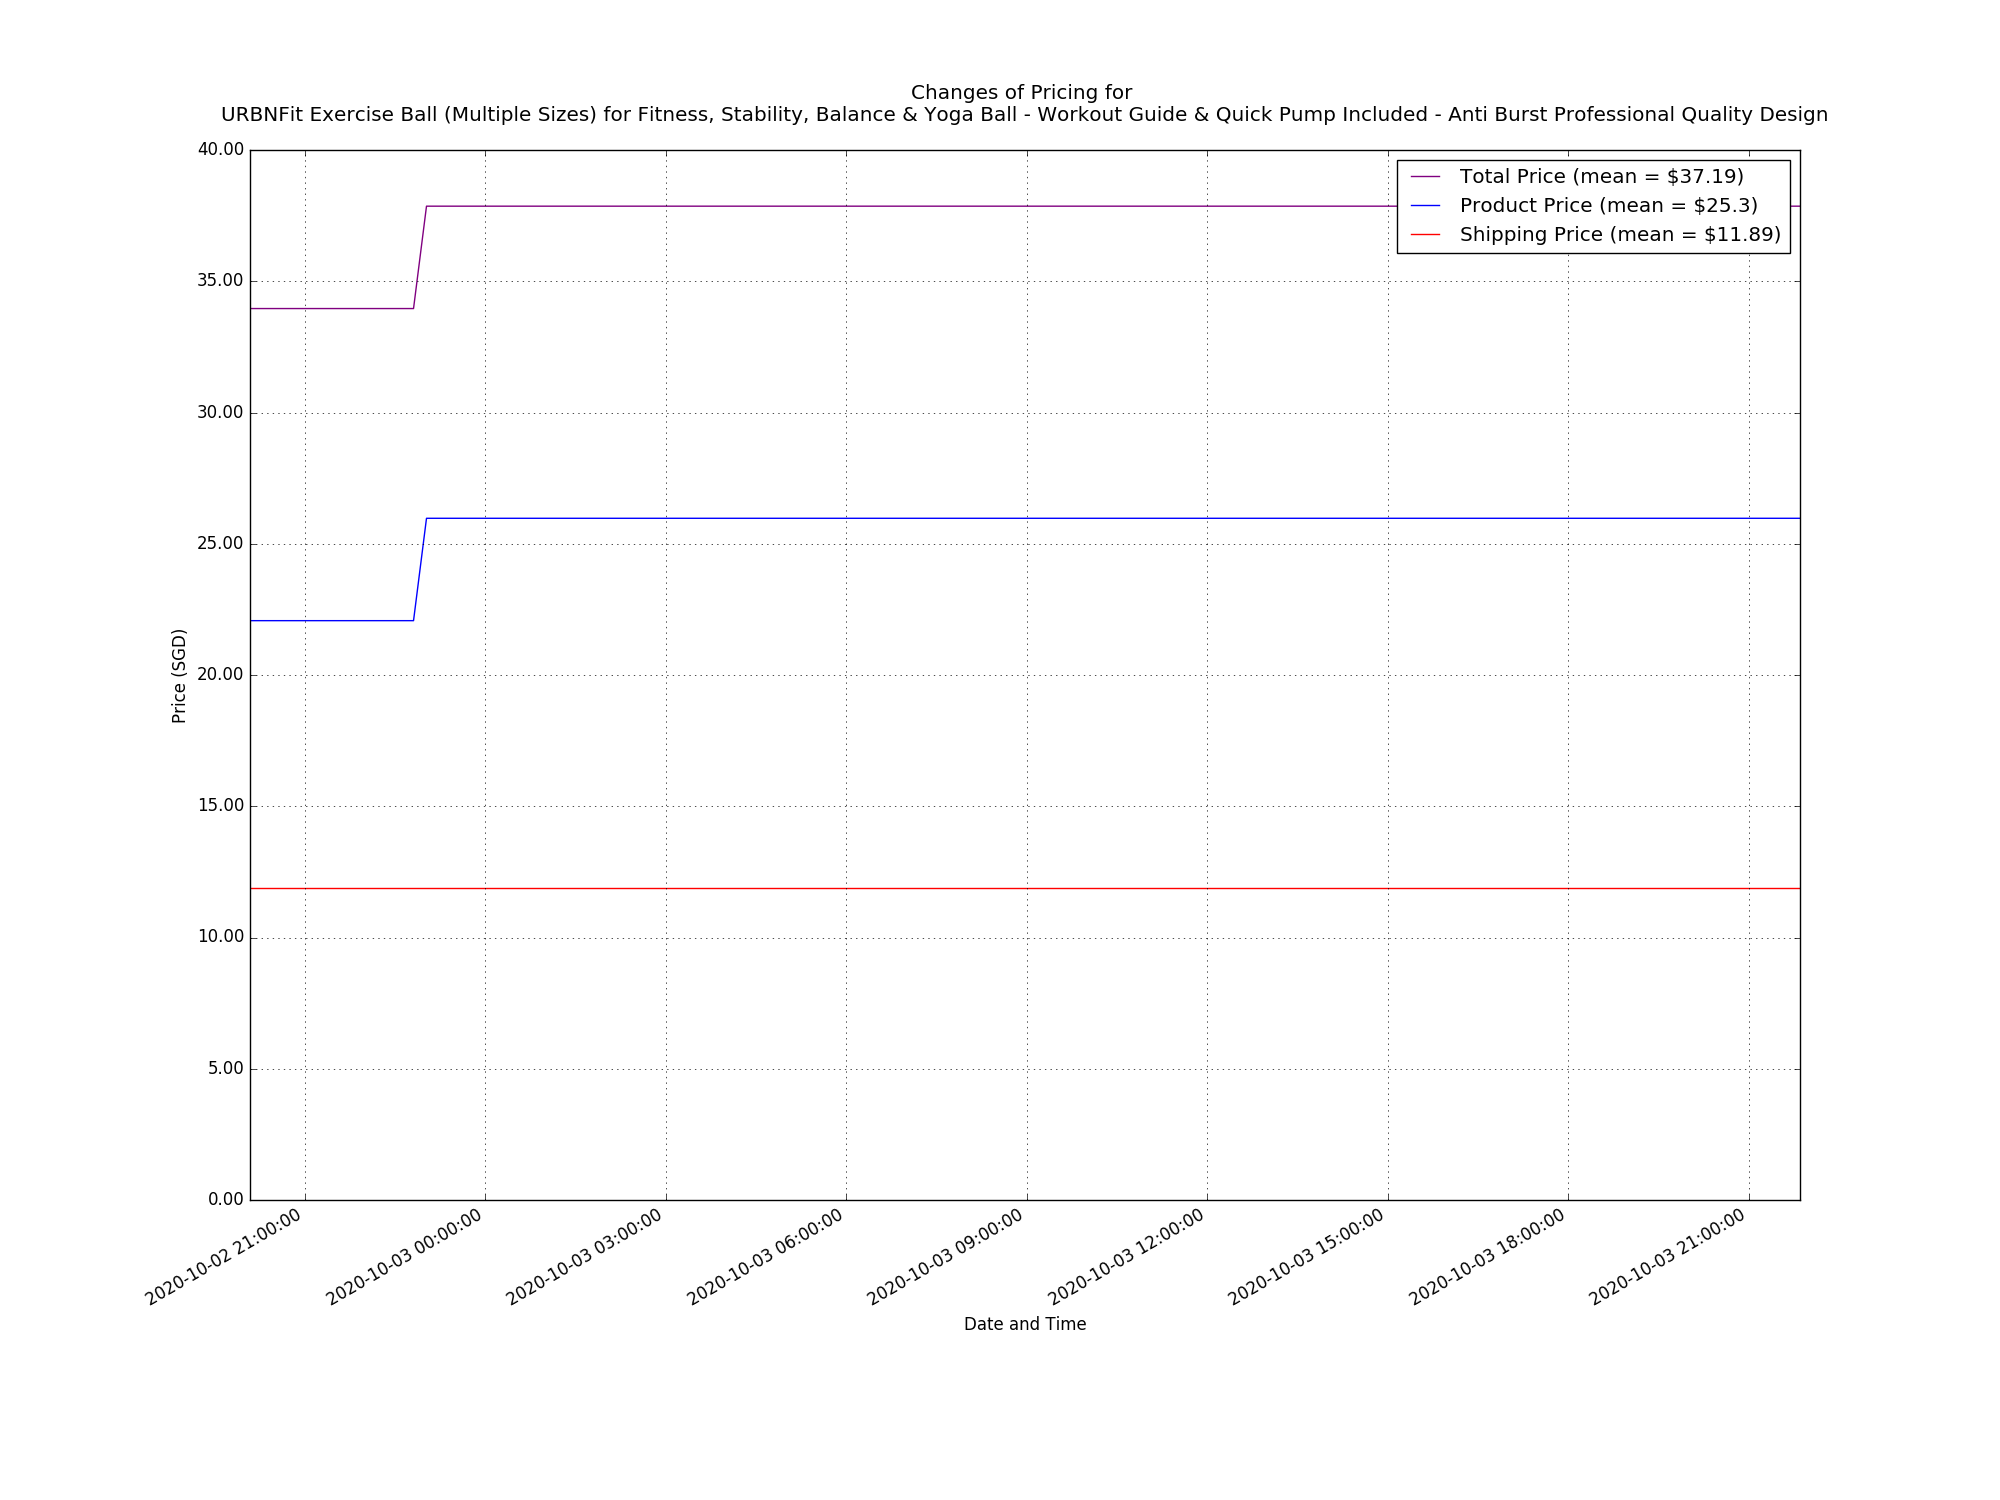 Changes of Pricing for
URBNFit Exercise Ball (Multiple Sizes) for Fitness, Stability, Balance & Yoga Ball - Workout Guide & Quick Pump Included - Anti Burst Professional Quality Design
Total Price (mean = $37.19)
Product Price (mean = $25.3)
Shipping Price (mean = $11.89)
40.00
35.00
30.00
25.00
20.00
15.00
10.00
5.00
0.00
Price (SGD)
2020-10-02 21:00:00
2020-10-03 00:00:00
2020-10-03 03:00:00
2020-10-03 06:00:00
2020-10-03 09:00:00
2020-10-03 12:00:00
2020-10-03 15:00:00
2020-10-03 18:00:00
2020-10-03 21:00:00
Date and Time